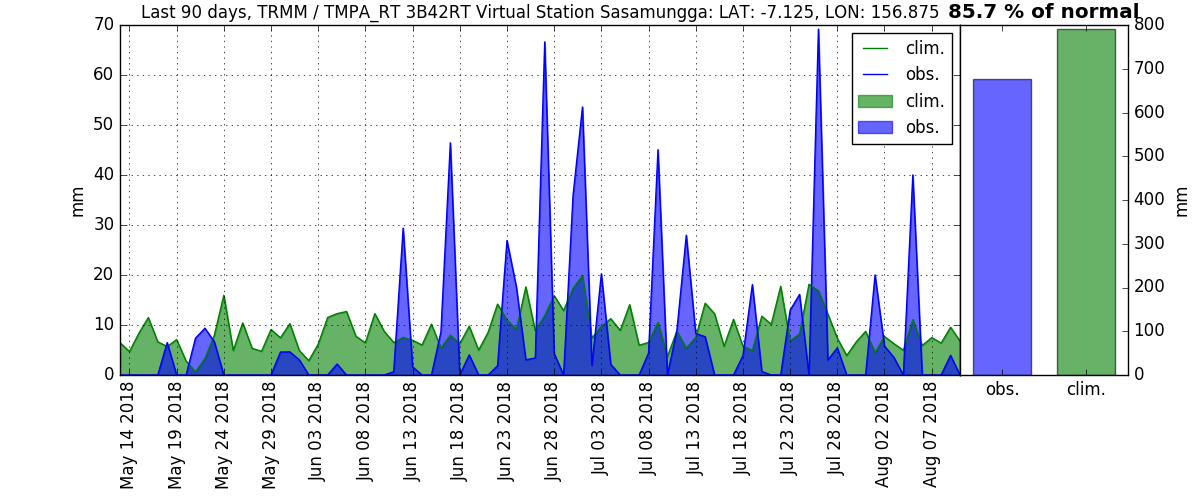 Last 90 days, TRMM / TMPA_RT 3B42RT Virtual Station Sasamungga: LAT: -7.125, LON: 156.875 85.7 % of normal
70
60
50
40
30
20
10
0
mm
clim.
obs.
clim.
obs.
800
700
600
500
400
300
200
100
0
mm
May 14 2018
May 19 2018
May 24 2018
May 29 2018
Jun 03 2018
Jun 08 2018
Jun 13 2018
Jun 18 2018
Jun 23 2018
Jun 28 2018
Jul 03 2018
Jul 08 2018
Jul 13 2018
Jul 18 2018
Jul 23 2018
Jul 28 2018
Aug 02 2018
Aug 07 2018
obs.
clim.